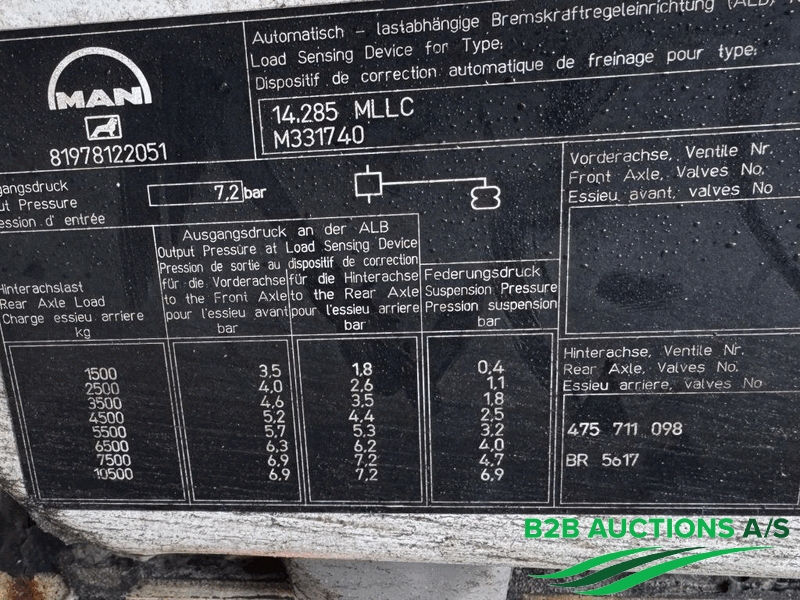 MAN
81978122051
Automatisch - lastabhängige Bremskraftregeleinrichtung (ALB)
Load Sensing Device for Type:
Dispositif de correction automatique de freinage pour type:
14.285 MLLC
M331740
gangsdruck
ut Pressure
ession d' entrée
7,2 bar
Ausgangsdruck an der ALB
Output Pressure at Load Sensing Device
Pression de sortie au dispositif de correction
Hinterachslast
Rear Axle Load
Charge essieu arriere
kg
für die Vorderachse
to the Front Axle
pour l'essieu avant
bar
für die Hinterachse
to the Rear Axle
pour l'essieu arriere
bar
Federungsdruck
Suspension Pressure
Pression suspension
bar
1500 3,5 1,8 0,4
2500 4,0 2,6 1,1
3500 4,6 3,5 1,8
4500 5,2 4,4 2,5
5500 5,7 5,3 3,2
6500 6,3 6,2 4,0
7500 6,9 7,2 4,7
10500 6,9 7,2 6,9
Vorderachse, Ventile Nr.
Front Axle, Valves No.
Essieu avant, valves No
Hinterachse, Ventile Nr.
Rear Axle, Valves No.
Essieu arriere, valves No
475 711 098
BR 5617
B2B AUCTIONS A/S